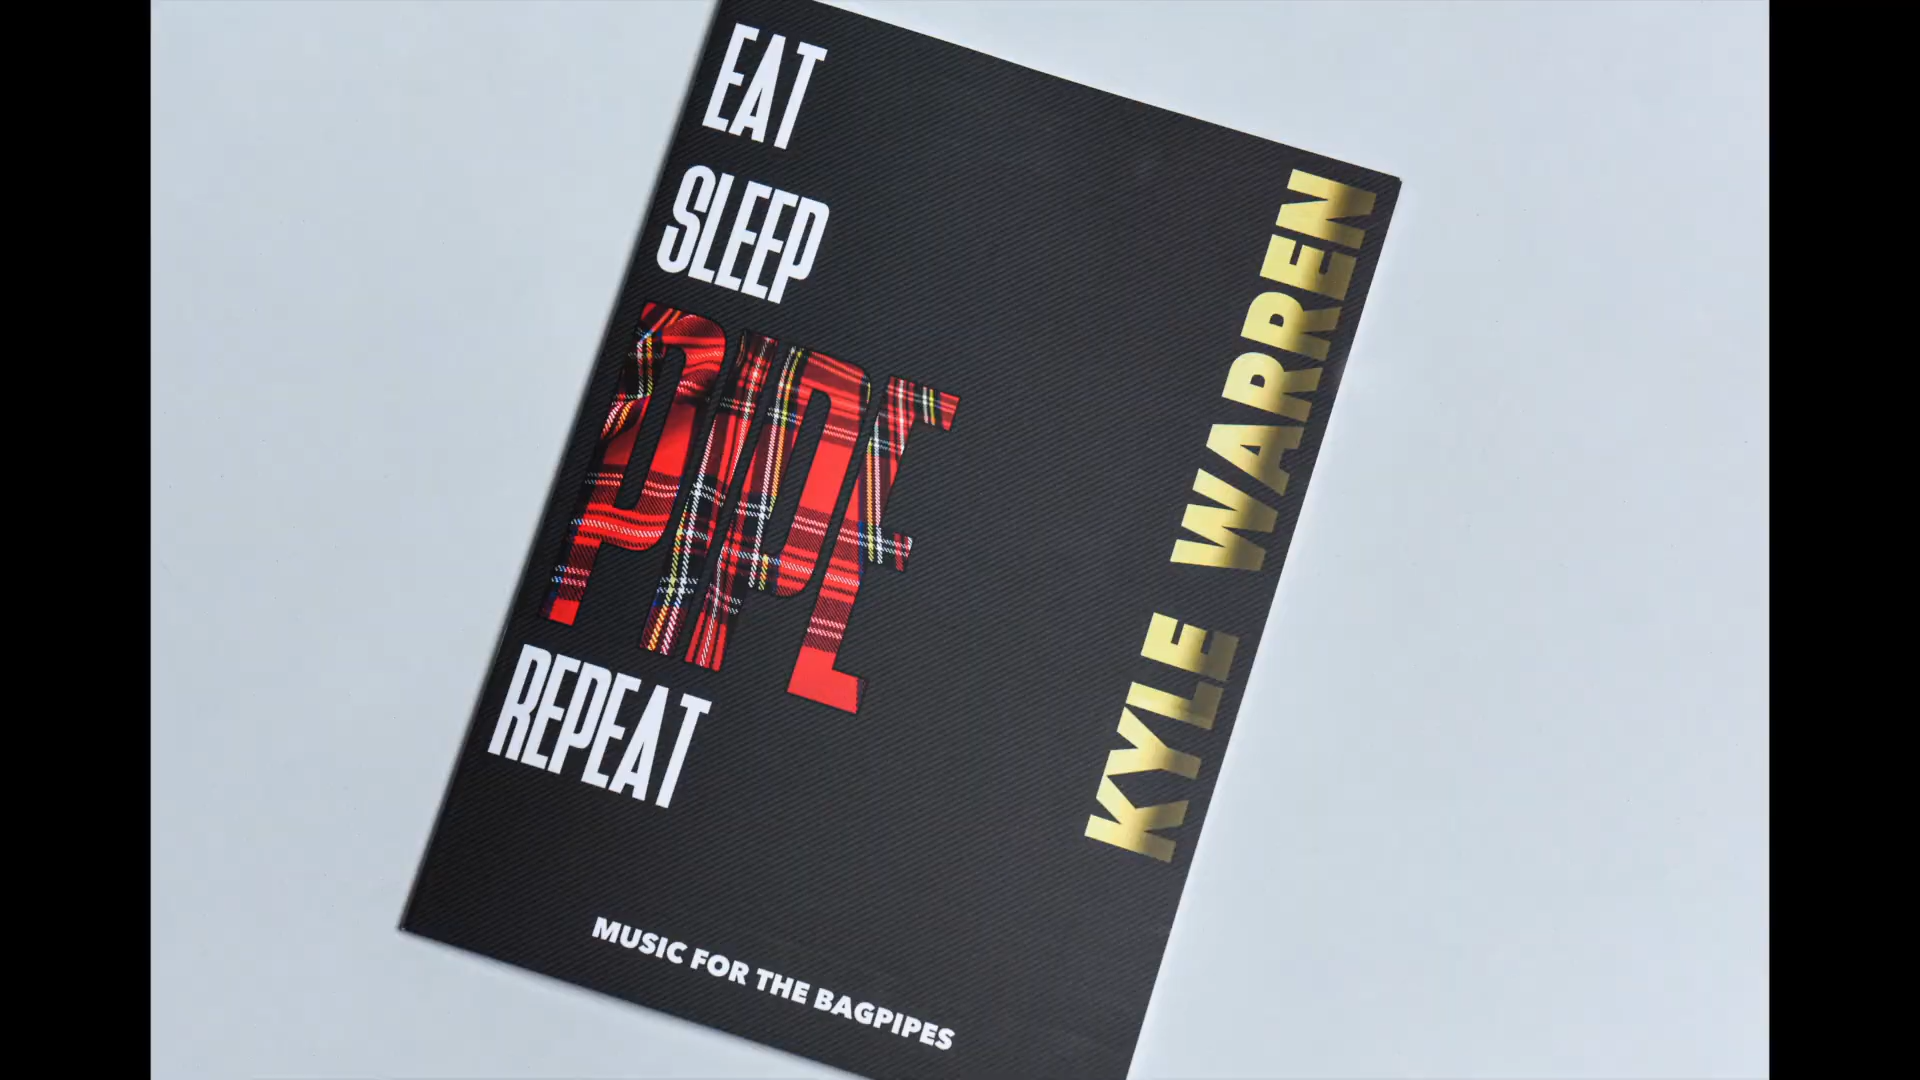 EAT
SLEEP
PIPE
REPEAT
KYLE WARREN
MUSIC FOR THE BAGPIPES